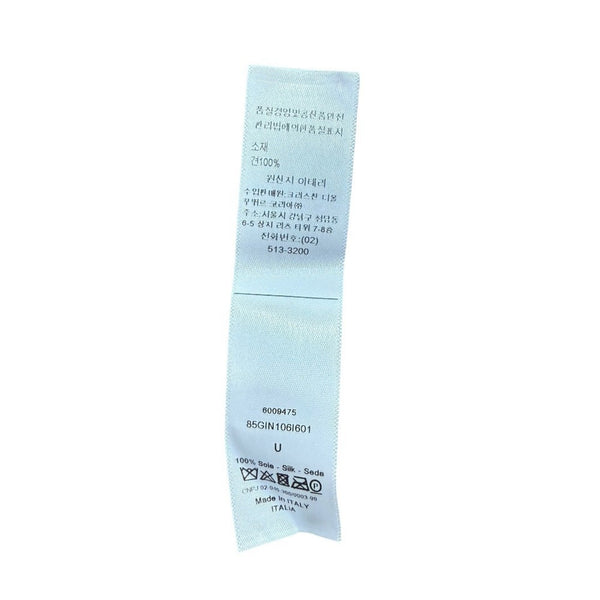 품질경영및공산품안전
관리법에의한품질표시
소재
견100%
원산지 이태리
수입판매원:크리스찬 디올
꾸뛰르 코리아㈜
주소:서울시 강남구 청담동
6-5 상지 리츠 타워 7-8층
전화번호:(02)
513-3200
6009475
85GIN106I601
U
100% Soie - Silk - Seda
CNPJ
Made in ITALY
ITALIA